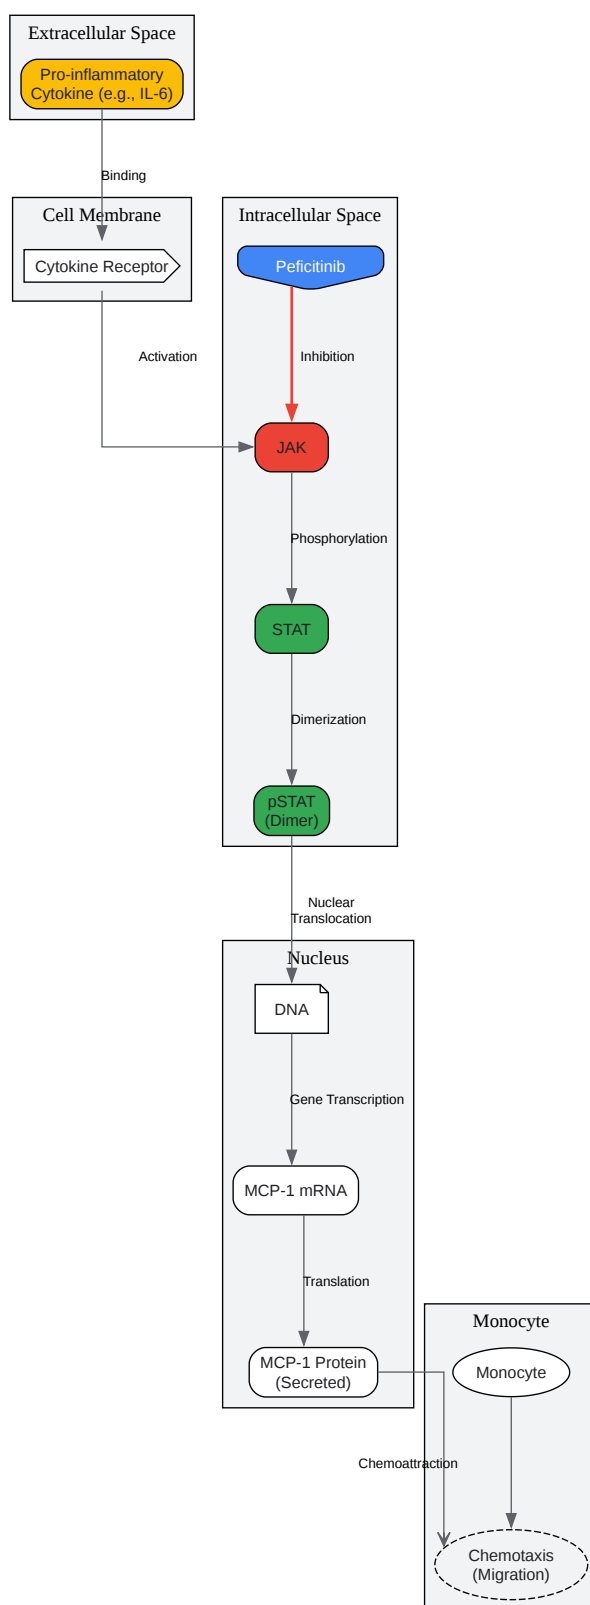 Extracellular Space
Pro-inflammatory
Cytokine (e.g., IL-6)
Binding
Cell Membrane
Cytokine Receptor
Activation
Intracellular Space
Peficitinib
Inhibition
JAK
Phosphorylation
STAT
Dimerization
pSTAT
(Dimer)
Nuclear
Translocation
Nucleus
DNA
Gene Transcription
MCP-1 mRNA
Translation
MCP-1 Protein
(Secreted)
Monocyte
Monocyte
Chemoattraction
Chemotaxis
(Migration)